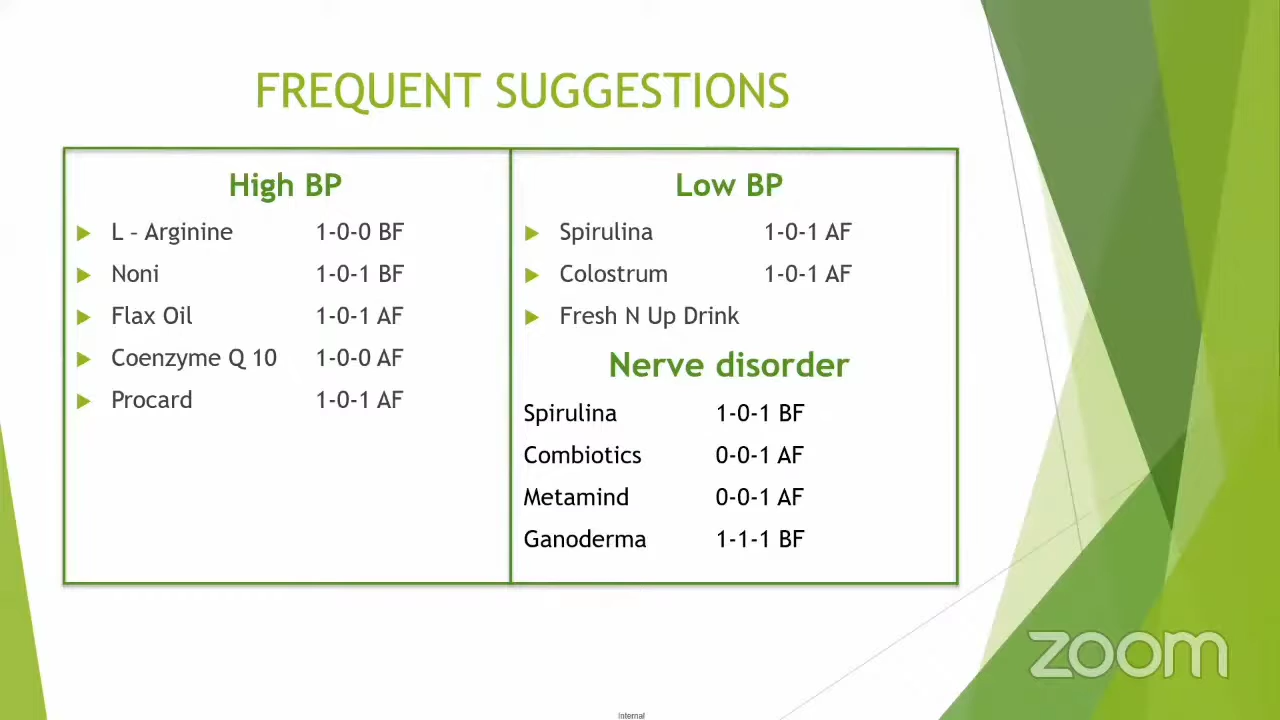 FREQUENT SUGGESTIONS
High BP
L – Arginine 1-0-0 BF
Noni 1-0-1 BF
Flax Oil 1-0-1 AF
Coenzyme Q 10 1-0-0 AF
Procard 1-0-1 AF
Low BP
Spirulina 1-0-1 AF
Colostrum 1-0-1 AF
Fresh N Up Drink
Nerve disorder
Spirulina 1-0-1 BF
Combiotics 0-0-1 AF
Metamind 0-0-1 AF
Ganoderma 1-1-1 BF
zoom
Internal